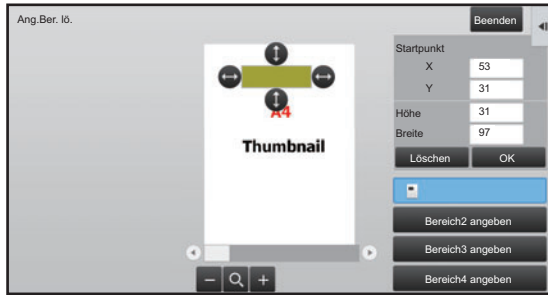 Ang.Ber. lö.
Beenden
Startpunkt
X 53
Y 31
Höhe 31
Breite 97
Löschen OK
A4
Thumbnail
Bereich2 angeben
Bereich3 angeben
Bereich4 angeben